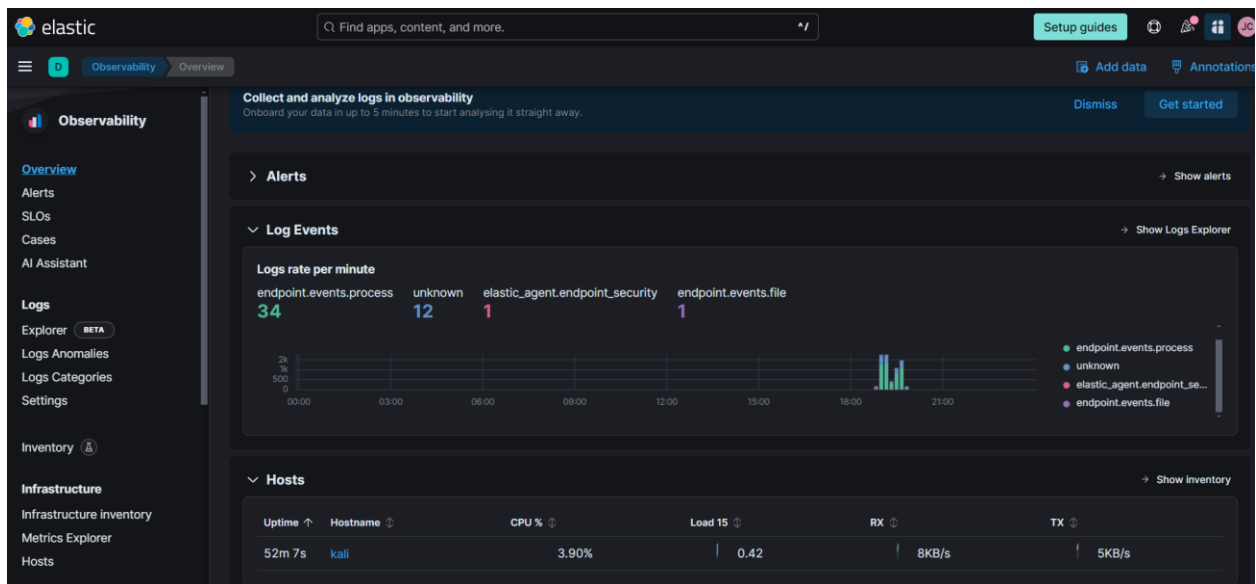 elastic
Find apps, content, and more.
^/
Setup guides
JC
D
Observability
Overview
Add data
Annotations
Observability
Overview
Alerts
SLOs
Cases
AI Assistant
Logs
Explorer BETA
Logs Anomalies
Logs Categories
Settings
Inventory
Infrastructure
Infrastructure inventory
Metrics Explorer
Hosts
Collect and analyze logs in observability
Onboard your data in up to 5 minutes to start analysing it straight away.
Dismiss
Get started
Alerts
Show alerts
Log Events
Show Logs Explorer
Logs rate per minute
endpoint.events.process unknown elastic_agent.endpoint_security endpoint.events.file
34 12 1 1
2k
1k
500
0
00:00 03:00 06:00 09:00 12:00 15:00 18:00 21:00
endpoint.events.process
unknown
elastic_agent.endpoint_se...
endpoint.events.file
Hosts
Show inventory
Uptime Hostname CPU % Load 15 RX TX
52m 7s kali 3.90% 0.42 8KB/s 5KB/s